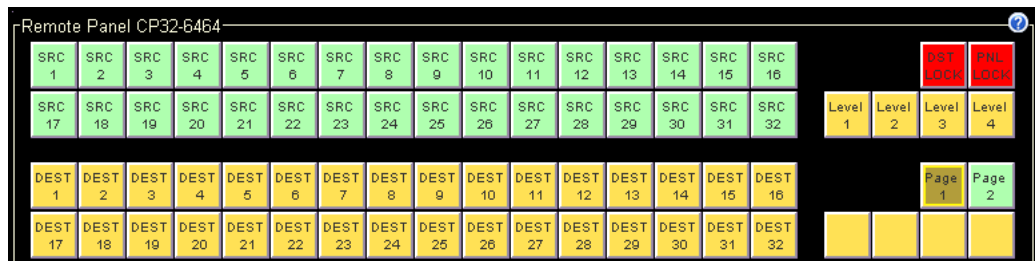 Remote Panel CP32-6464
?
SRC 1 SRC 2 SRC 3 SRC 4 SRC 5 SRC 6 SRC 7 SRC 8 SRC 9 SRC 10 SRC 11 SRC 12 SRC 13 SRC 14 SRC 15 SRC 16 DST LOCK PNL LOCK
SRC 17 SRC 18 SRC 19 SRC 20 SRC 21 SRC 22 SRC 23 SRC 24 SRC 25 SRC 26 SRC 27 SRC 28 SRC 29 SRC 30 SRC 31 SRC 32 Level 1 Level 2 Level 3 Level 4
DEST 1 DEST 2 DEST 3 DEST 4 DEST 5 DEST 6 DEST 7 DEST 8 DEST 9 DEST 10 DEST 11 DEST 12 DEST 13 DEST 14 DEST 15 DEST 16 Page 1 Page 2
DEST 17 DEST 18 DEST 19 DEST 20 DEST 21 DEST 22 DEST 23 DEST 24 DEST 25 DEST 26 DEST 27 DEST 28 DEST 29 DEST 30 DEST 31 DEST 32